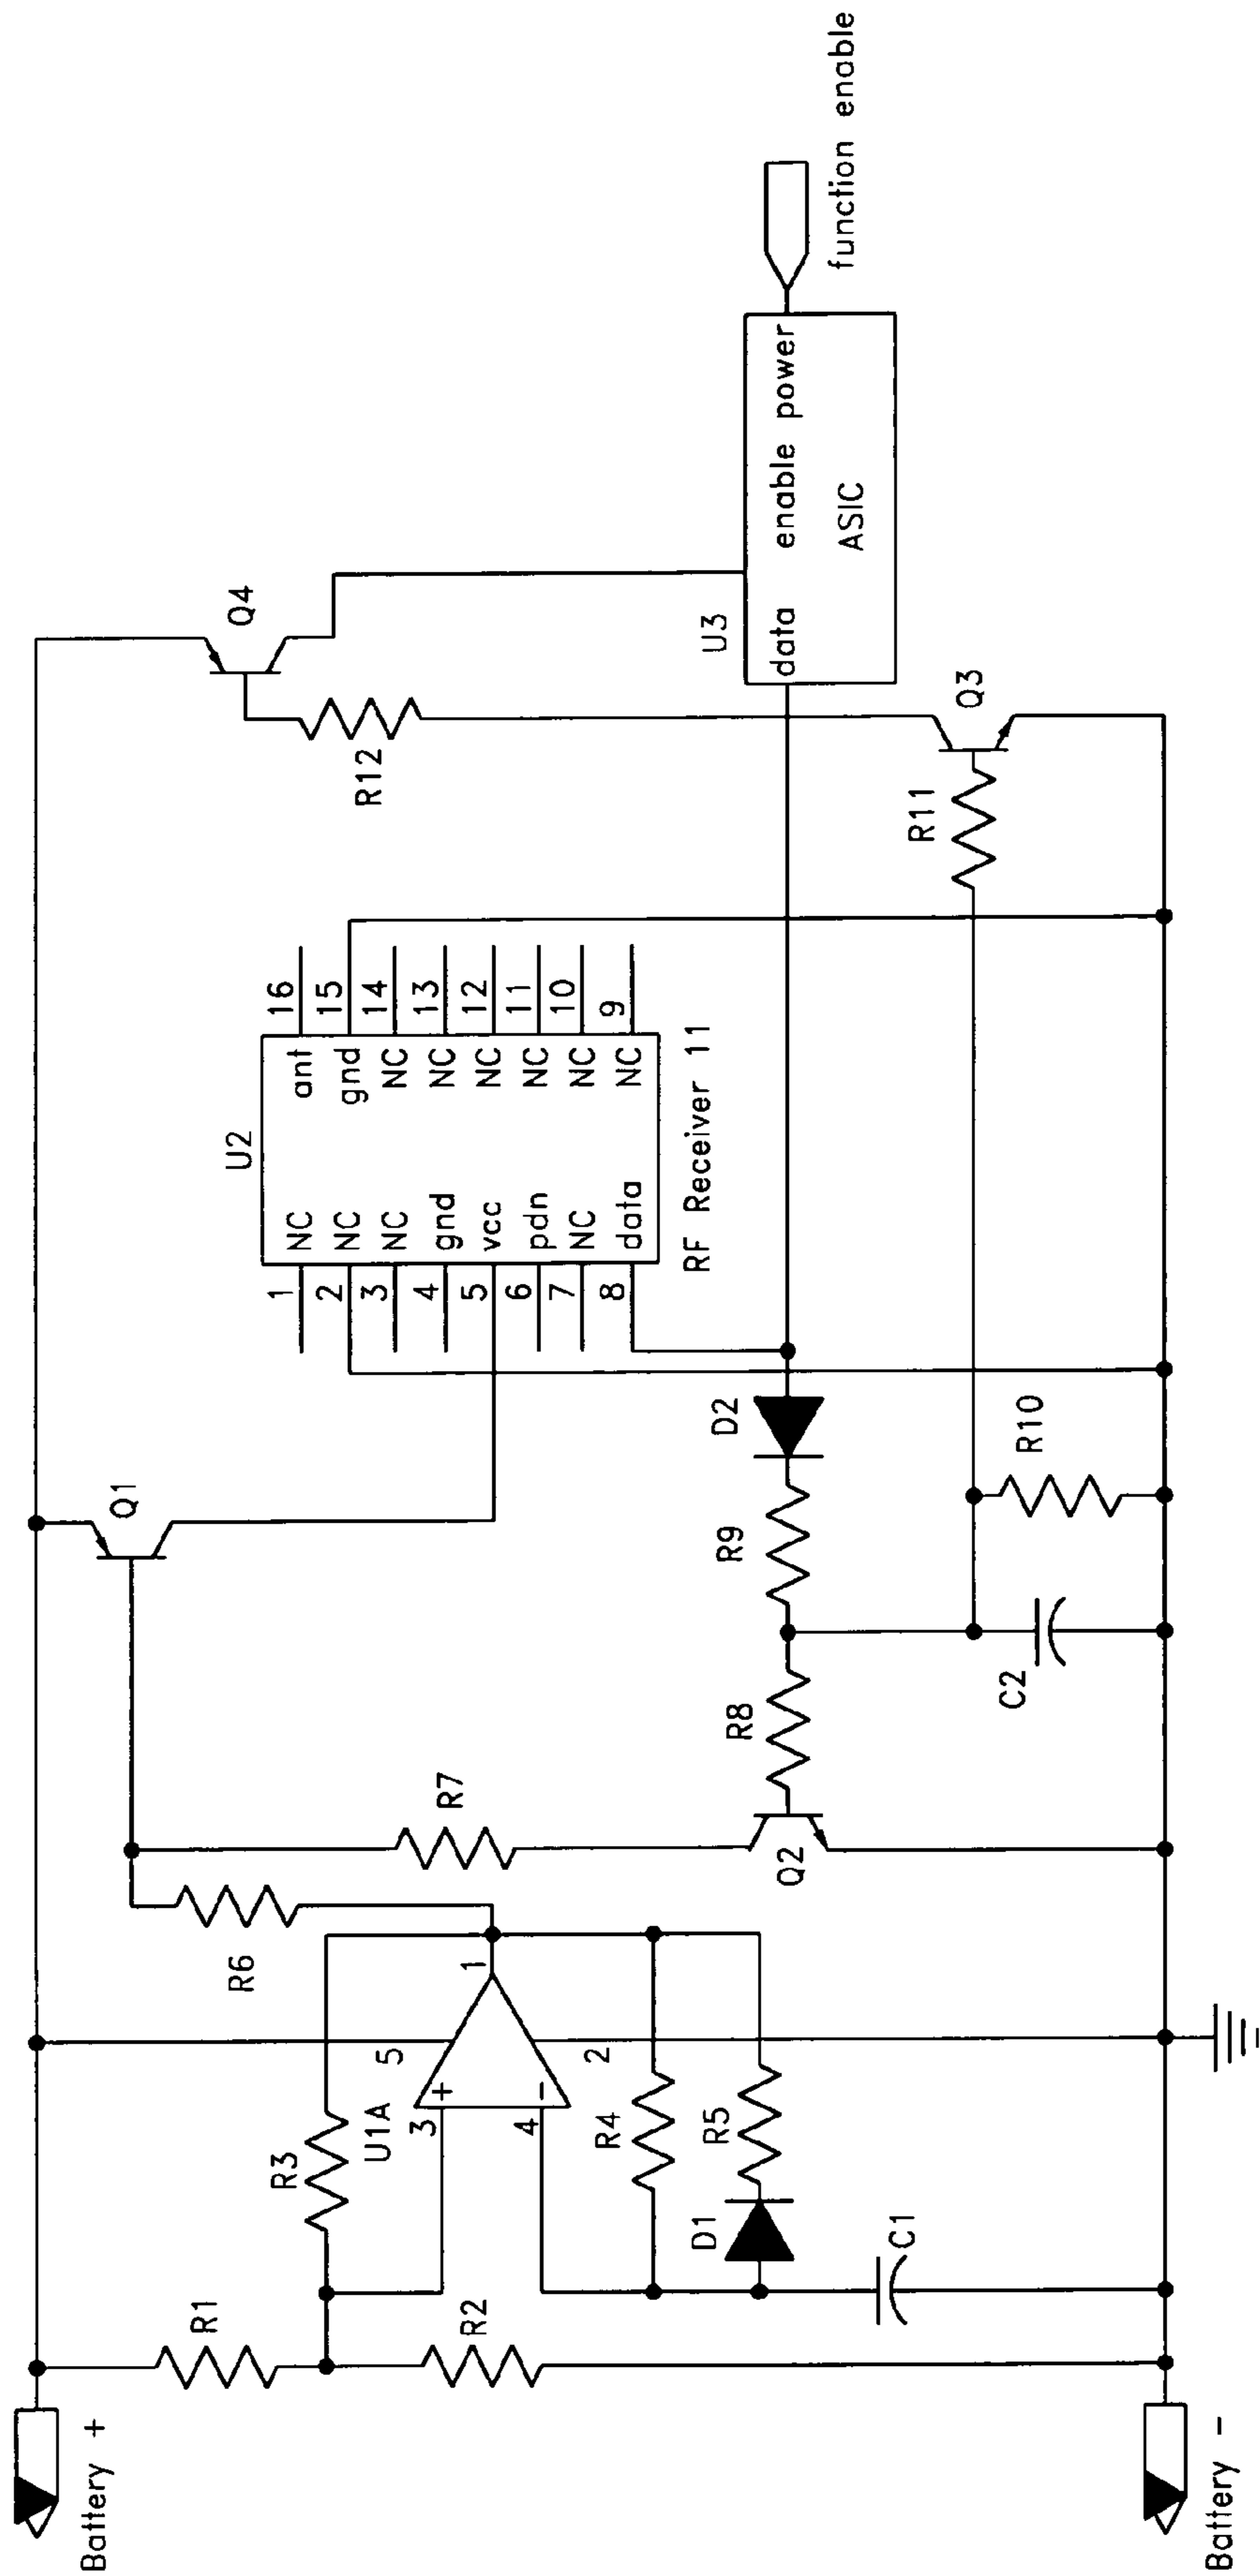 Battery +
Battery -
R1
R2
R3
U1A
3
+
4
-
5
2
1
R4
R5
D1
C1
R6
R7
Q1
Q2
R8
R9
D2
C2
R10
U2
1 NC
2 NC
3 NC
4 gnd
5 vcc
6 pdn
7 NC
8 data
ant 16
gnd 15
NC 14
NC 13
NC 12
NC 11
NC 10
NC 9
RF Receiver 11
R11
Q3
R12
Q4
U3
data enable power
ASIC
function enable